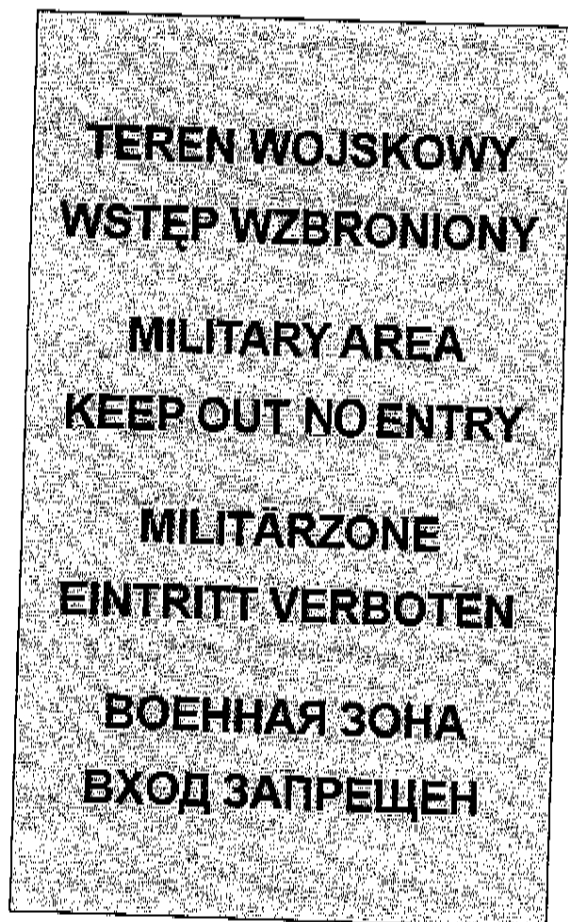 TEREN WOJSKOWY
WSTĘP WZBRONIONY
MILITARY AREA
KEEP OUT NO ENTRY
MILITÄRZONE
EINTRITT VERBOTEN
ВОЕННАЯ ЗОНА
ВХОД ЗАПРЕЩЕН